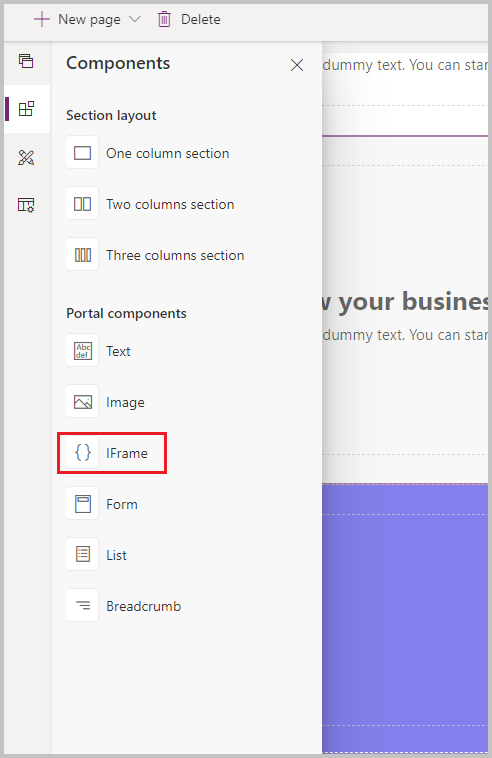 New page Delete
Components
dummy text. You can star
Section layout
One column section
Two columns section
Three columns section
w your busines
Portal components
dummy text. You can star
Abc
def
Text
Image
{} IFrame
Form
List
Breadcrumb